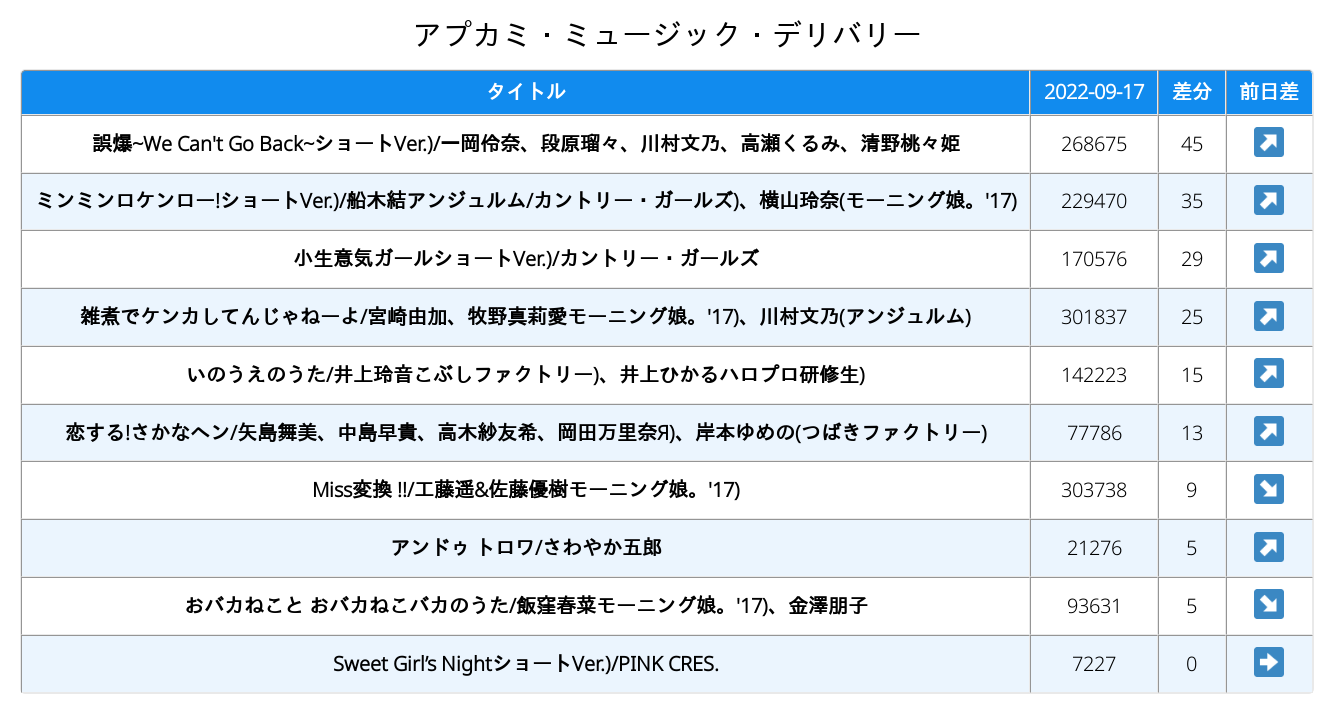 アプカミ・ミュージック・デリバリー
タイトル 2022-09-17 差分 前日差
誤爆~We Can't Go Back~ショートVer.)/一岡伶奈、段原瑠々、川村文乃、高瀬くるみ、清野桃々姫 268675 45
ミンミンロケンロー!ショートVer.)/船木結アンジュルム/カントリー・ガールズ)、横山玲奈(モーニング娘。'17) 229470 35
小生意気ガールショートVer.)/カントリー・ガールズ 170576 29
雑煮でケンカしてんじゃねーよ/宮崎由加、牧野真莉愛モーニング娘。'17)、川村文乃(アンジュルム) 301837 25
いのうえのうた/井上玲音こぶしファクトリー)、井上ひかるハロプロ研修生) 142223 15
恋する!さかなヘン/矢島舞美、中島早貴、高木紗友希、岡田万里奈Я)、岸本ゆめの(つばきファクトリー) 77786 13
Miss変換 !!/工藤遥&佐藤優樹モーニング娘。'17) 303738 9
アンドゥ トロワ/さわやか五郎 21276 5
おバカねこと おバカねこバカのうた/飯窪春菜モーニング娘。'17)、金澤朋子 93631 5
Sweet Girl’s NightショートVer.)/PINK CRES. 7227 0